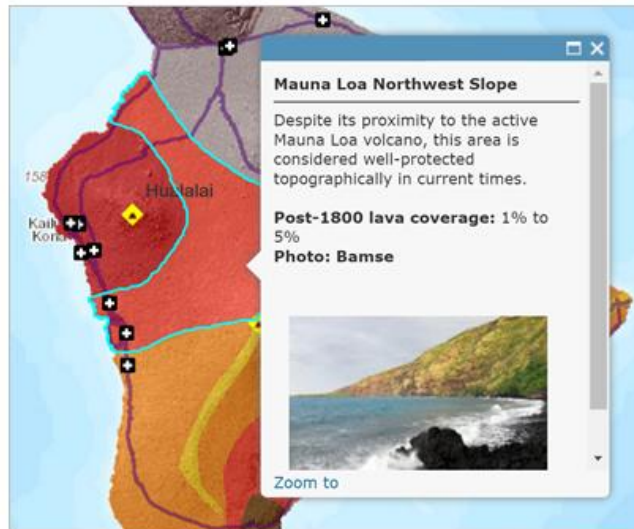 Mauna Loa Northwest Slope
Despite its proximity to the active
Mauna Loa volcano, this area is
considered well-protected
topographically in current times.
Post-1800 lava coverage: 1% to
5%
Photo: Bamse
Zoom to
Hualalai
158
Kona